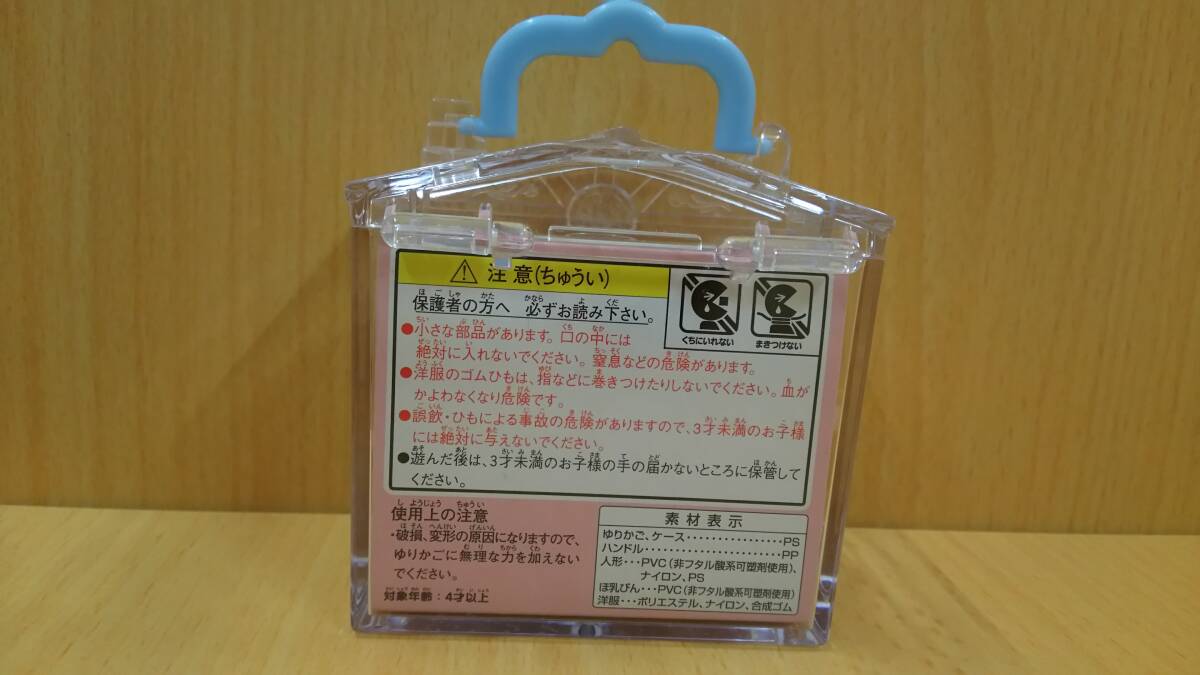 注意(ちゅうい)
保護者の方へ 必ずお読み下さい。
くちにいれない
まきつけない
●小さな部品があります。口の中には
絶対に入れないでください。窒息などの危険があります。
●洋服のゴムひもは、指などに巻きつけたりしないでください。血が
かよわなくなり危険です。
●誤飲・ひもによる事故の危険がありますので、3才未満のお子様
には絶対に与えないでください。
●遊んだ後は、3才未満のお子様の手の届かないところに保管して
ください。
使用上の注意
・破損、変形の原因になりますので、
ゆりかごに無理な力を加えない
でください。
対象年齢：4才以上
素材表示
ゆりかご、ケース・・・・・・・・・・・・・・・・PS
ハンドル・・・・・・・・・・・・・・・・・・・・・・・PP
人形・・・PVC(非フタル酸系可塑剤使用)、
ナイロン、PS
ほ乳びん・・・PVC(非フタル酸系可塑剤使用)
洋服・・・ポリエステル、ナイロン、合成ゴム